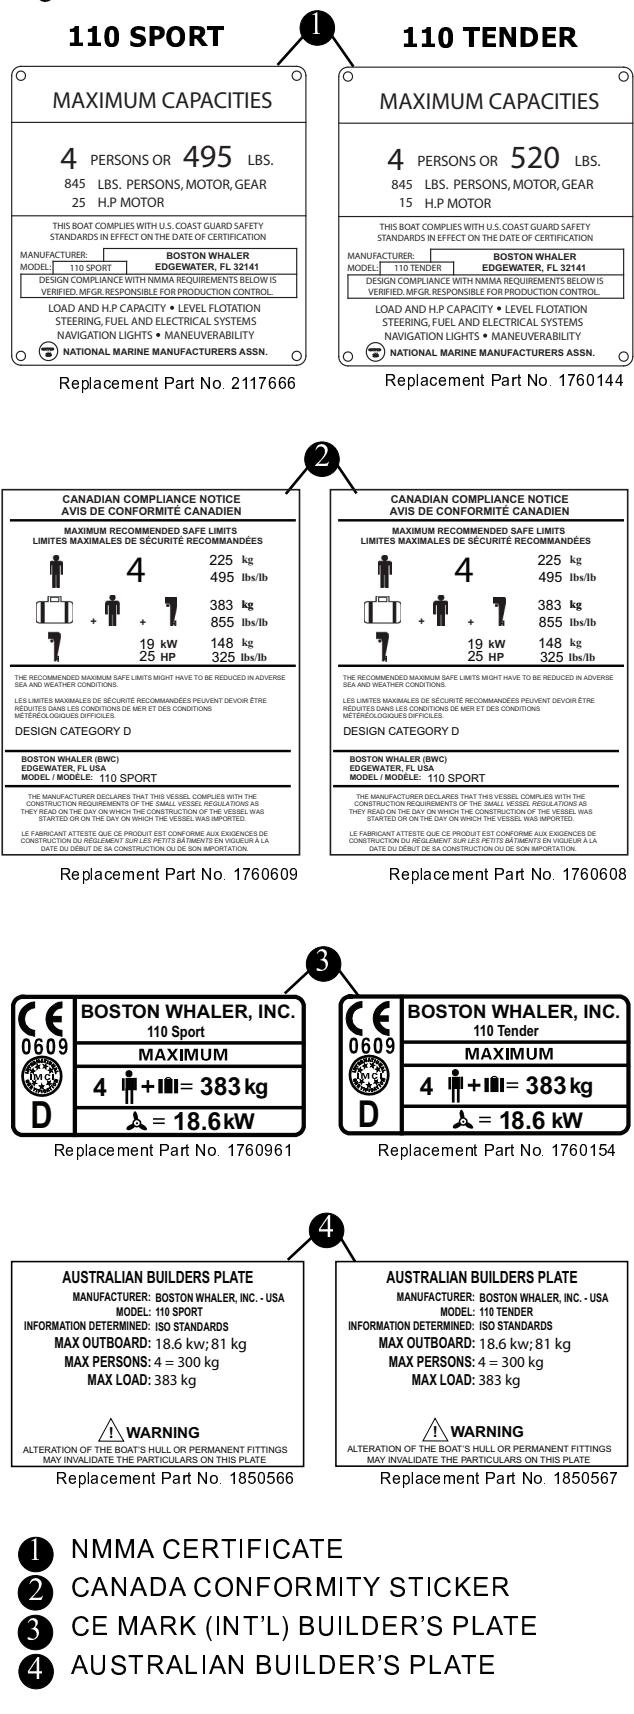 110 SPORT
1
110 TENDER
MAXIMUM CAPACITIES
4 PERSONS OR 495 LBS.
845 LBS. PERSONS, MOTOR, GEAR
25 H.P MOTOR
THIS BOAT COMPLIES WITH U.S. COAST GUARD SAFETY
STANDARDS IN EFFECT ON THE DATE OF CERTIFICATION
MANUFACTURER: BOSTON WHALER
MODEL: 110 SPORT EDGEWATER, FL 32141
DESIGN COMPLIANCE WITH NMMA REQUIREMENTS BELOW IS
VERIFIED. MFGR. RESPONSIBLE FOR PRODUCTION CONTROL.
LOAD AND H.P CAPACITY • LEVEL FLOTATION
STEERING, FUEL AND ELECTRICAL SYSTEMS
NAVIGATION LIGHTS • MANEUVERABILITY
NATIONAL MARINE MANUFACTURERS ASSN.
Replacement Part No. 2117666
MAXIMUM CAPACITIES
4 PERSONS OR 520 LBS.
845 LBS. PERSONS, MOTOR, GEAR
15 H.P MOTOR
THIS BOAT COMPLIES WITH U.S. COAST GUARD SAFETY
STANDARDS IN EFFECT ON THE DATE OF CERTIFICATION
MANUFACTURER: BOSTON WHALER
MODEL: 110 TENDER EDGEWATER, FL 32141
DESIGN COMPLIANCE WITH NMMA REQUIREMENTS BELOW IS
VERIFIED. MFGR. RESPONSIBLE FOR PRODUCTION CONTROL.
LOAD AND H.P CAPACITY • LEVEL FLOTATION
STEERING, FUEL AND ELECTRICAL SYSTEMS
NAVIGATION LIGHTS • MANEUVERABILITY
NATIONAL MARINE MANUFACTURERS ASSN.
Replacement Part No. 1760144
2
CANADIAN COMPLIANCE NOTICE
AVIS DE CONFORMITÉ CANADIEN
MAXIMUM RECOMMENDED SAFE LIMITS
LIMITES MAXIMALES DE SÉCURITÉ RECOMMANDÉES
4 225 kg
495 lbs/lb
383 kg
+ + 855 lbs/lb
19 kW 148 kg
25 HP 325 lbs/lb
THE RECOMMENDED MAXIMUM SAFE LIMITS MIGHT HAVE TO BE REDUCED IN ADVERSE
SEA AND WEATHER CONDITIONS.
LES LIMITES MAXIMALES DE SÉCURITÉ RECOMMANDÉES PEUVENT DEVOIR ÊTRE
RÉDUITES DANS LES CONDITIONS DE MER ET DES CONDITIONS
MÉTÉREOLOGIQUES DIFFICILES.
DESIGN CATEGORY D
BOSTON WHALER (BWC)
EDGEWATER, FL USA
MODEL / MODÈLE: 110 SPORT
THE MANUFACTURER DECLARES THAT THIS VESSEL COMPLIES WITH THE
CONSTRUCTION REQUIREMENTS OF THE SMALL VESSEL REGULATIONS AS
THEY READ ON THE DAY ON WHICH THE CONSTRUCTION OF THE VESSEL WAS
STARTED OR ON THE DAY ON WHICH THE VESSEL WAS IMPORTED.
LE FABRICANT ATTESTE QUE CE PRODUIT EST CONFORME AUX EXIGENCES DE
CONSTRUCTION DU RÈGLEMENT SUR LES PETITS BÂTIMENTS EN VIGUEUR À LA
DATE DU DÉBUT DE SA CONSTRUCTION OU DE SON IMPORTATION.
Replacement Part No. 1760609
CANADIAN COMPLIANCE NOTICE
AVIS DE CONFORMITÉ CANADIEN
MAXIMUM RECOMMENDED SAFE LIMITS
LIMITES MAXIMALES DE SÉCURITÉ RECOMMANDÉES
4 225 kg
495 lbs/lb
383 kg
+ + 855 lbs/lb
19 kW 148 kg
25 HP 325 lbs/lb
THE RECOMMENDED MAXIMUM SAFE LIMITS MIGHT HAVE TO BE REDUCED IN ADVERSE
SEA AND WEATHER CONDITIONS.
LES LIMITES MAXIMALES DE SÉCURITÉ RECOMMANDÉES PEUVENT DEVOIR ÊTRE
RÉDUITES DANS LES CONDITIONS DE MER ET DES CONDITIONS
MÉTÉREOLOGIQUES DIFFICILES.
DESIGN CATEGORY D
BOSTON WHALER (BWC)
EDGEWATER, FL USA
MODEL / MODÈLE: 110 SPORT
THE MANUFACTURER DECLARES THAT THIS VESSEL COMPLIES WITH THE
CONSTRUCTION REQUIREMENTS OF THE SMALL VESSEL REGULATIONS AS
THEY READ ON THE DAY ON WHICH THE CONSTRUCTION OF THE VESSEL WAS
STARTED OR ON THE DAY ON WHICH THE VESSEL WAS IMPORTED.
LE FABRICANT ATTESTE QUE CE PRODUIT EST CONFORME AUX EXIGENCES DE
CONSTRUCTION DU RÈGLEMENT SUR LES PETITS BÂTIMENTS EN VIGUEUR À LA
DATE DU DÉBUT DE SA CONSTRUCTION OU DE SON IMPORTATION.
Replacement Part No. 1760608
3
CE
0609
IMCI
D
BOSTON WHALER, INC.
110 Sport
MAXIMUM
4 + = 383 kg
= 18.6 kW
Replacement Part No. 1760961
CE
0609
IMCI
D
BOSTON WHALER, INC.
110 Tender
MAXIMUM
4 + = 383 kg
= 18.6 kW
Replacement Part No. 1760154
4
AUSTRALIAN BUILDERS PLATE
MANUFACTURER: BOSTON WHALER, INC. - USA
MODEL: 110 SPORT
INFORMATION DETERMINED: ISO STANDARDS
MAX OUTBOARD: 18.6 kw; 81 kg
MAX PERSONS: 4 = 300 kg
MAX LOAD: 383 kg
! WARNING
ALTERATION OF THE BOAT'S HULL OR PERMANENT FITTINGS
MAY INVALIDATE THE PARTICULARS ON THIS PLATE
Replacement Part No. 1850566
AUSTRALIAN BUILDERS PLATE
MANUFACTURER: BOSTON WHALER, INC. - USA
MODEL: 110 TENDER
INFORMATION DETERMINED: ISO STANDARDS
MAX OUTBOARD: 18.6 kw; 81 kg
MAX PERSONS: 4 = 300 kg
MAX LOAD: 383 kg
! WARNING
ALTERATION OF THE BOAT'S HULL OR PERMANENT FITTINGS
MAY INVALIDATE THE PARTICULARS ON THIS PLATE
Replacement Part No. 1850567
1 NMMA CERTIFICATE
2 CANADA CONFORMITY STICKER
3 CE MARK (INT'L) BUILDER'S PLATE
4 AUSTRALIAN BUILDER'S PLATE